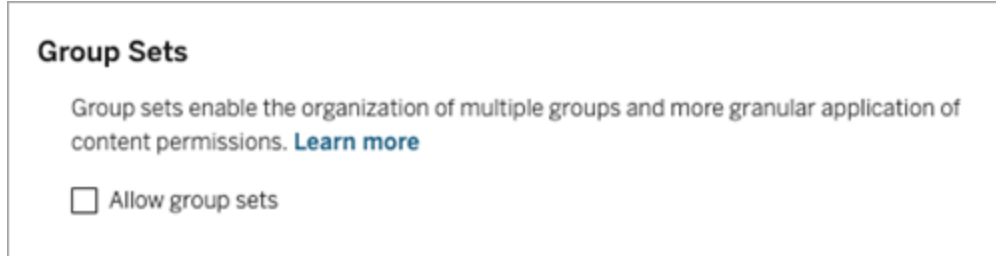 Group Sets
Group sets enable the organization of multiple groups and more granular application of
content permissions. Learn more
Allow group sets